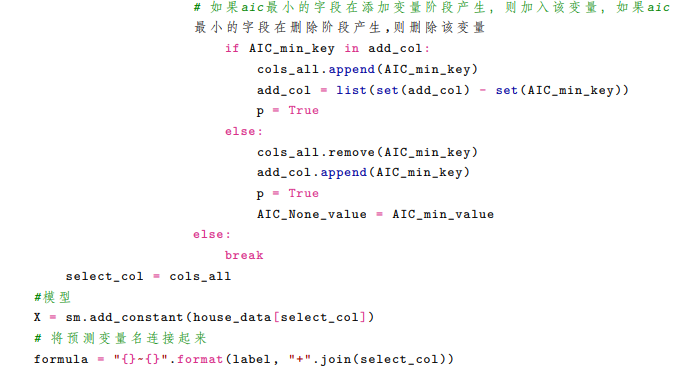 # 如果aic最小的字段在添加变量阶段产生, 则加入该变量, 如果aic
最小的字段在删除阶段产生,则删除该变量
if AIC_min_key in add_col:
cols_all.append(AIC_min_key)
add_col = list(set(add_col) - set(AIC_min_key))
p = True
else:
cols_all.remove(AIC_min_key)
add_col.append(AIC_min_key)
p = True
AIC_None_value = AIC_min_value
else:
break
select_col = cols_all
#模型
X = sm.add_constant(house_data[select_col])
# 将预测变量名连接起来
formula = "{}~{}".format(label, "+".join(select_col))